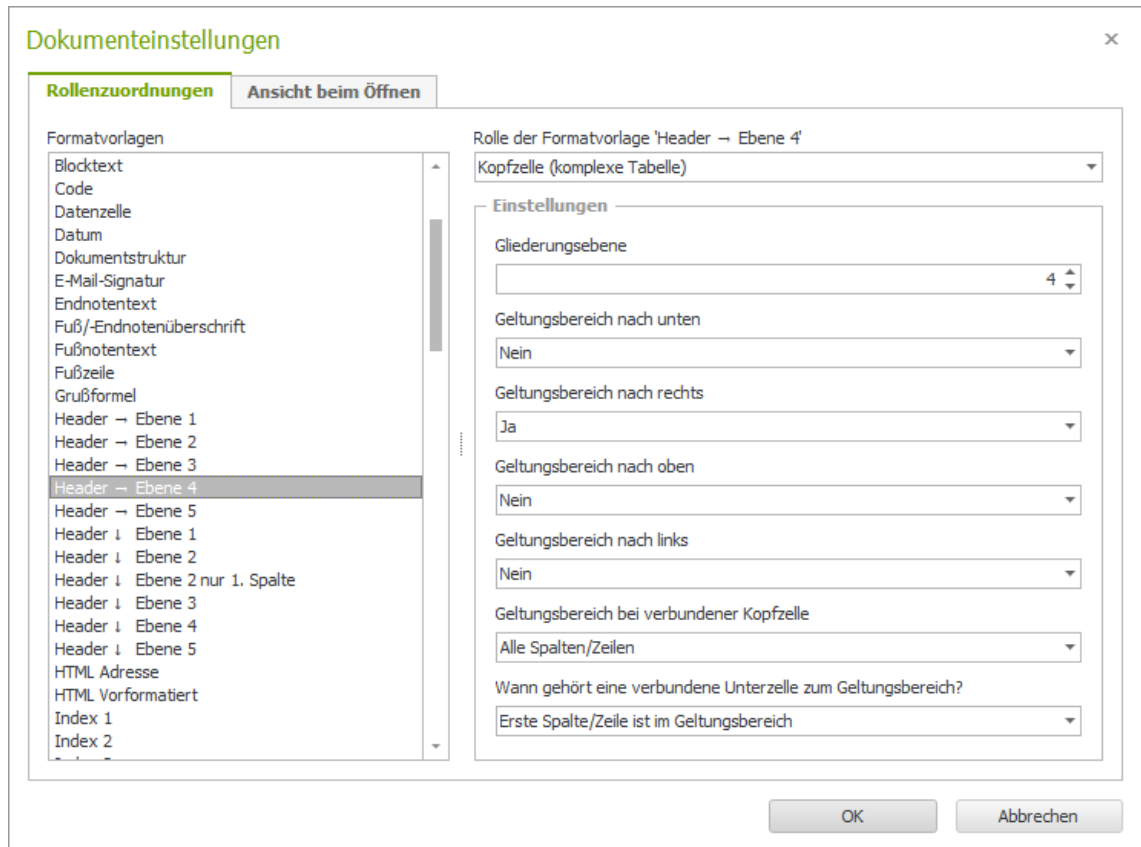 Dokumenteinstellungen
Rollenzuordnungen
Ansicht beim Öffnen
Formatvorlagen
Blocktext
Code
Datenzelle
Datum
Dokumentstruktur
E-Mail-Signatur
Endnotentext
Fuß/-Endnotenüberschrift
Fußnotentext
Fußzeile
Grußformel
Header → Ebene 1
Header → Ebene 2
Header → Ebene 3
Header → Ebene 4
Header → Ebene 5
Header ↓ Ebene 1
Header ↓ Ebene 2
Header ↓ Ebene 2 nur 1. Spalte
Header ↓ Ebene 3
Header ↓ Ebene 4
Header ↓ Ebene 5
HTML Adresse
HTML Vorformatiert
Index 1
Index 2
Rolle der Formatvorlage 'Header → Ebene 4'
Kopfzelle (komplexe Tabelle)
Einstellungen
Gliederungsebene
4
Geltungsbereich nach unten
Nein
Geltungsbereich nach rechts
Ja
Geltungsbereich nach oben
Nein
Geltungsbereich nach links
Nein
Geltungsbereich bei verbundener Kopfzelle
Alle Spalten/Zeilen
Wann gehört eine verbundene Unterzelle zum Geltungsbereich?
Erste Spalte/Zeile ist im Geltungsbereich
OK
Abbrechen